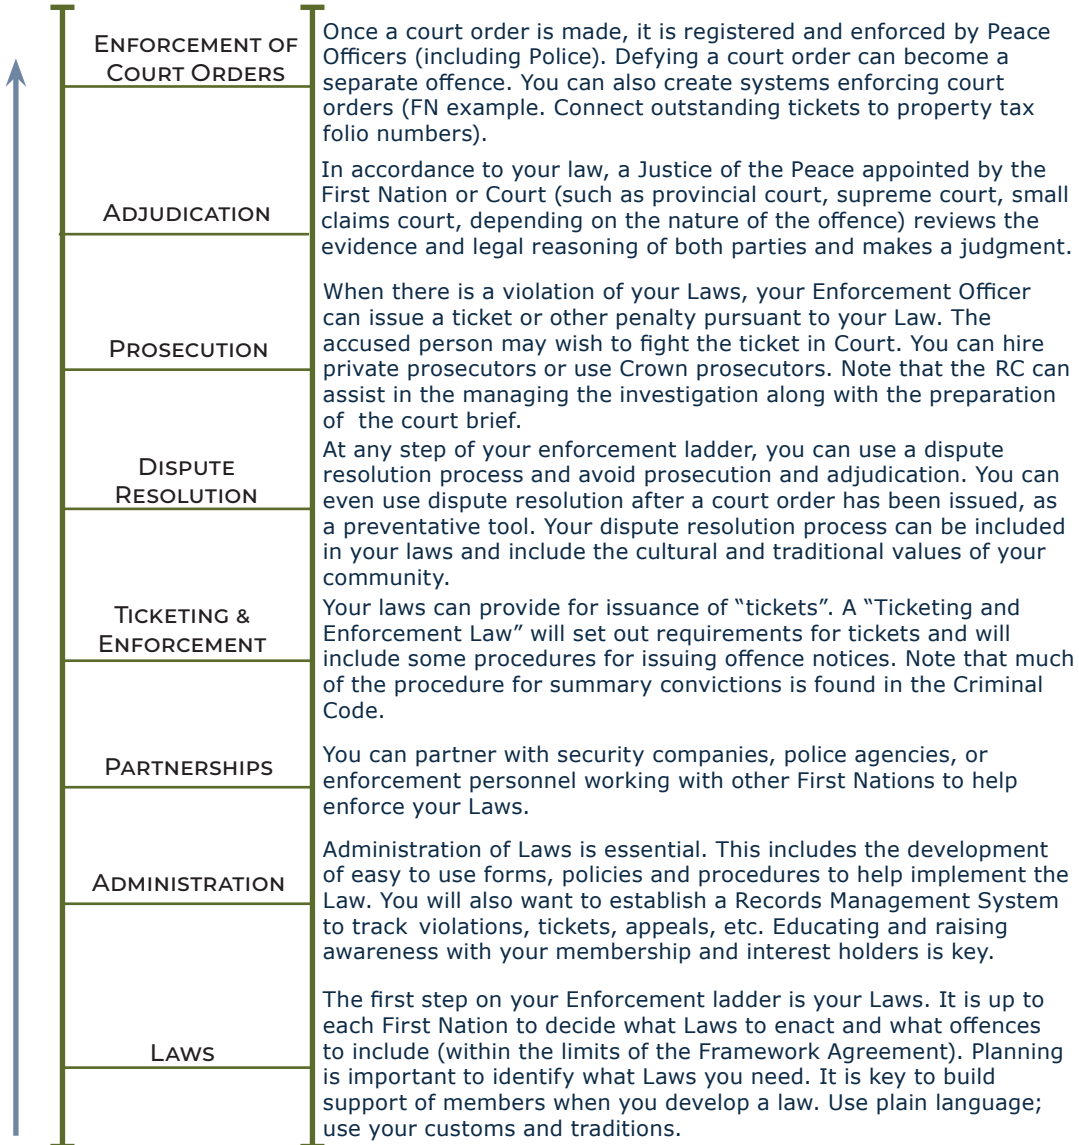 ENFORCEMENT OF
COURT ORDERS
Once a court order is made, it is registered and enforced by Peace
Officers (including Police). Defying a court order can become a
separate offence. You can also create systems enforcing court
orders (FN example. Connect outstanding tickets to property tax
folio numbers).
ADJUDICATION
In accordance to your law, a Justice of the Peace appointed by the
First Nation or Court (such as provincial court, supreme court, small
claims court, depending on the nature of the offence) reviews the
evidence and legal reasoning of both parties and makes a judgment.
PROSECUTION
When there is a violation of your Laws, your Enforcement Officer
can issue a ticket or other penalty pursuant to your Law. The
accused person may wish to fight the ticket in Court. You can hire
private prosecutors or use Crown prosecutors. Note that the RC can
assist in the managing the investigation along with the preparation
of the court brief.
DISPUTE
RESOLUTION
At any step of your enforcement ladder, you can use a dispute
resolution process and avoid prosecution and adjudication. You can
even use dispute resolution after a court order has been issued, as
a preventative tool. Your dispute resolution process can be included
in your laws and include the cultural and traditional values of your
community.
TICKETING &
ENFORCEMENT
Your laws can provide for issuance of “tickets”. A “Ticketing and
Enforcement Law” will set out requirements for tickets and will
include some procedures for issuing offence notices. Note that much
of the procedure for summary convictions is found in the Criminal
Code.
PARTNERSHIPS
You can partner with security companies, police agencies, or
enforcement personnel working with other First Nations to help
enforce your Laws.
ADMINISTRATION
Administration of Laws is essential. This includes the development
of easy to use forms, policies and procedures to help implement the
Law. You will also want to establish a Records Management System
to track violations, tickets, appeals, etc. Educating and raising
awareness with your membership and interest holders is key.
LAWS
The first step on your Enforcement ladder is your Laws. It is up to
each First Nation to decide what Laws to enact and what offences
to include (within the limits of the Framework Agreement). Planning
is important to identify what Laws you need. It is key to build
support of members when you develop a law. Use plain language;
use your customs and traditions.